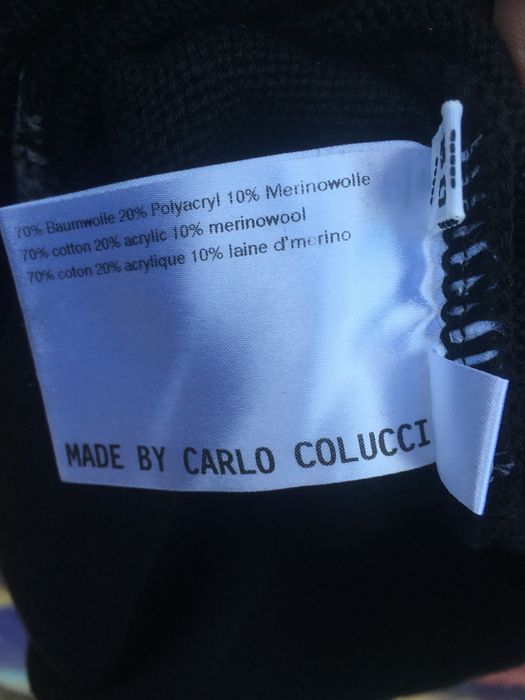 70% Baumwolle 20% Polyacryl 10% Merinowolle
70% cotton 20% acrylic 10% merinowool
70% coton 20% acrylique 10% laine d'merino
MADE BY CARLO COLUCCI